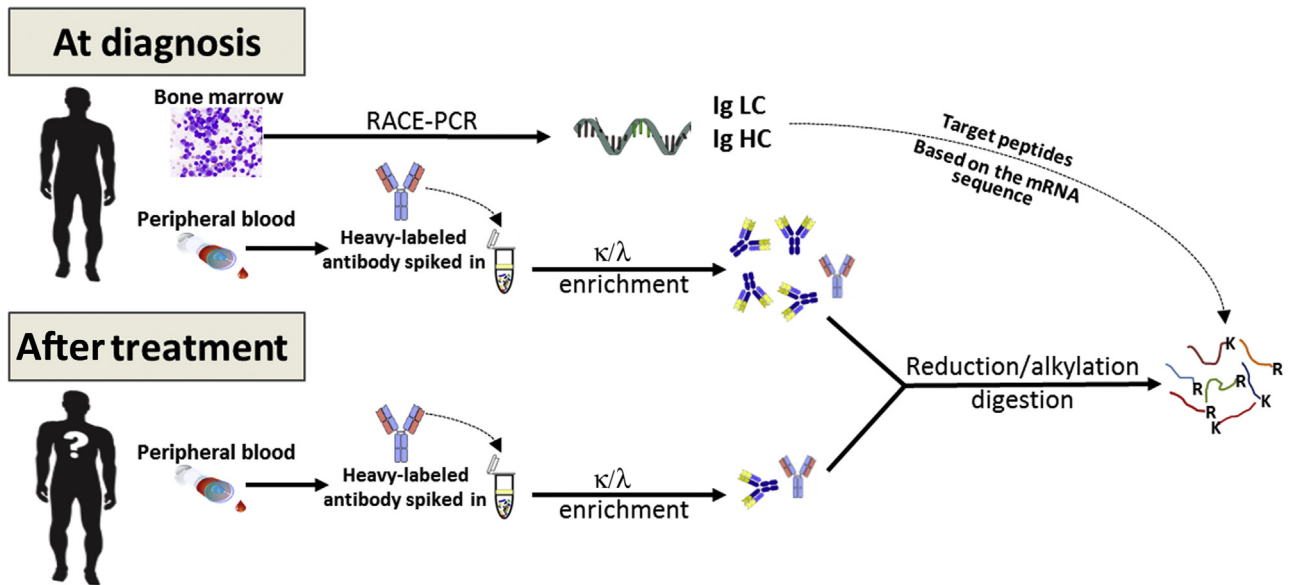 At diagnosis
Bone marrow
RACE-PCR
Ig LC
Ig HC
Target peptides
Based on the mRNA
sequence
Peripheral blood
Heavy-labeled
antibody spiked in
κ/λ
enrichment
After treatment
?
Peripheral blood
Heavy-labeled
antibody spiked in
κ/λ
enrichment
Reduction/alkylation
digestion
K
R
R
R
K
R
K